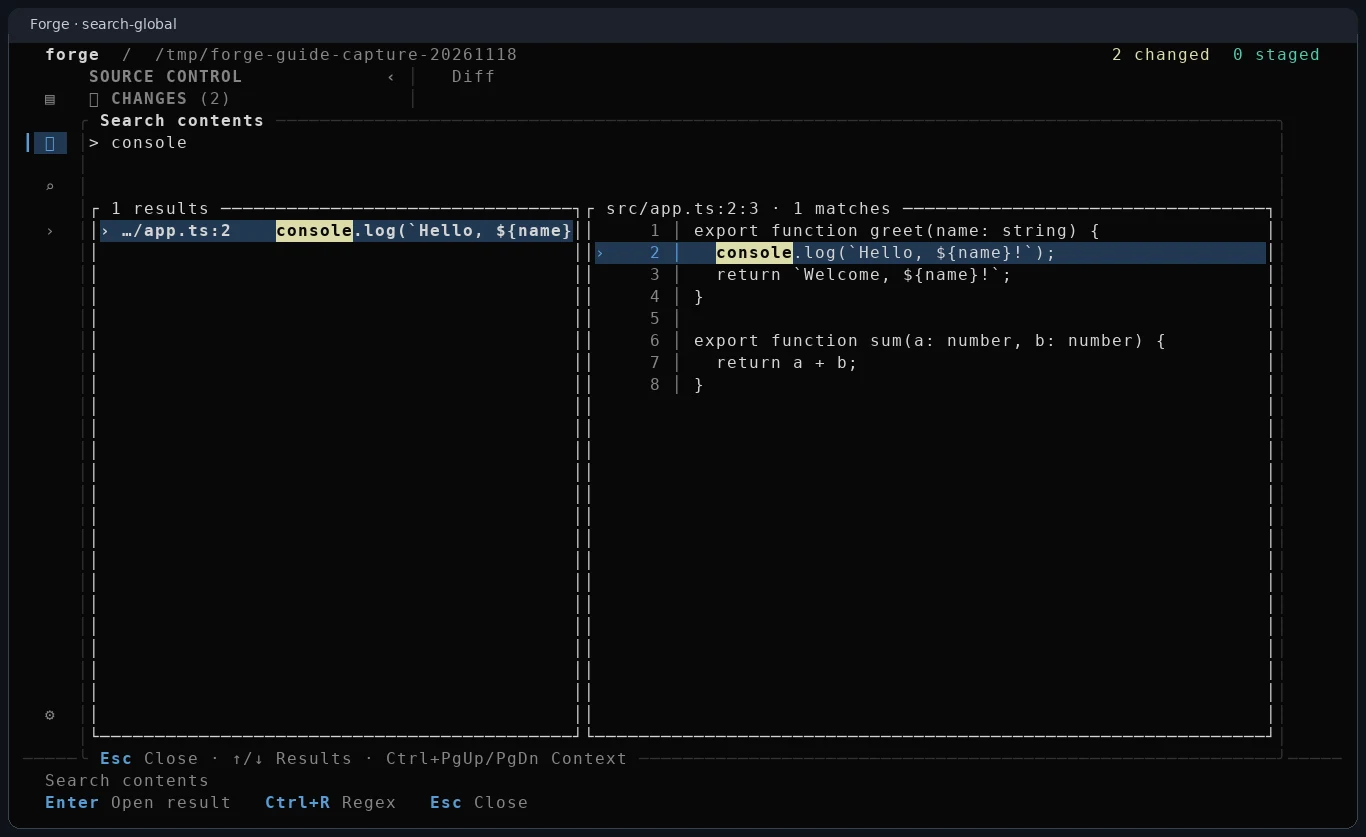 Forge · search-global
forge / /tmp/forge-guide-capture-20261118 2 changed 0 staged
SOURCE CONTROL ‹ Diff
CHANGES (2)
Search contents
> console
1 results
› …/app.ts:2 console.log(`Hello, ${name}
src/app.ts:2:3 · 1 matches
1 export function greet(name: string) {
› 2 console.log(`Hello, ${name}!`);
3 return `Welcome, ${name}!`;
4 }
5
6 export function sum(a: number, b: number) {
7 return a + b;
8 }
Esc Close · ↑/↓ Results · Ctrl+PgUp/PgDn Context
Search contents
Enter Open result Ctrl+R Regex Esc Close